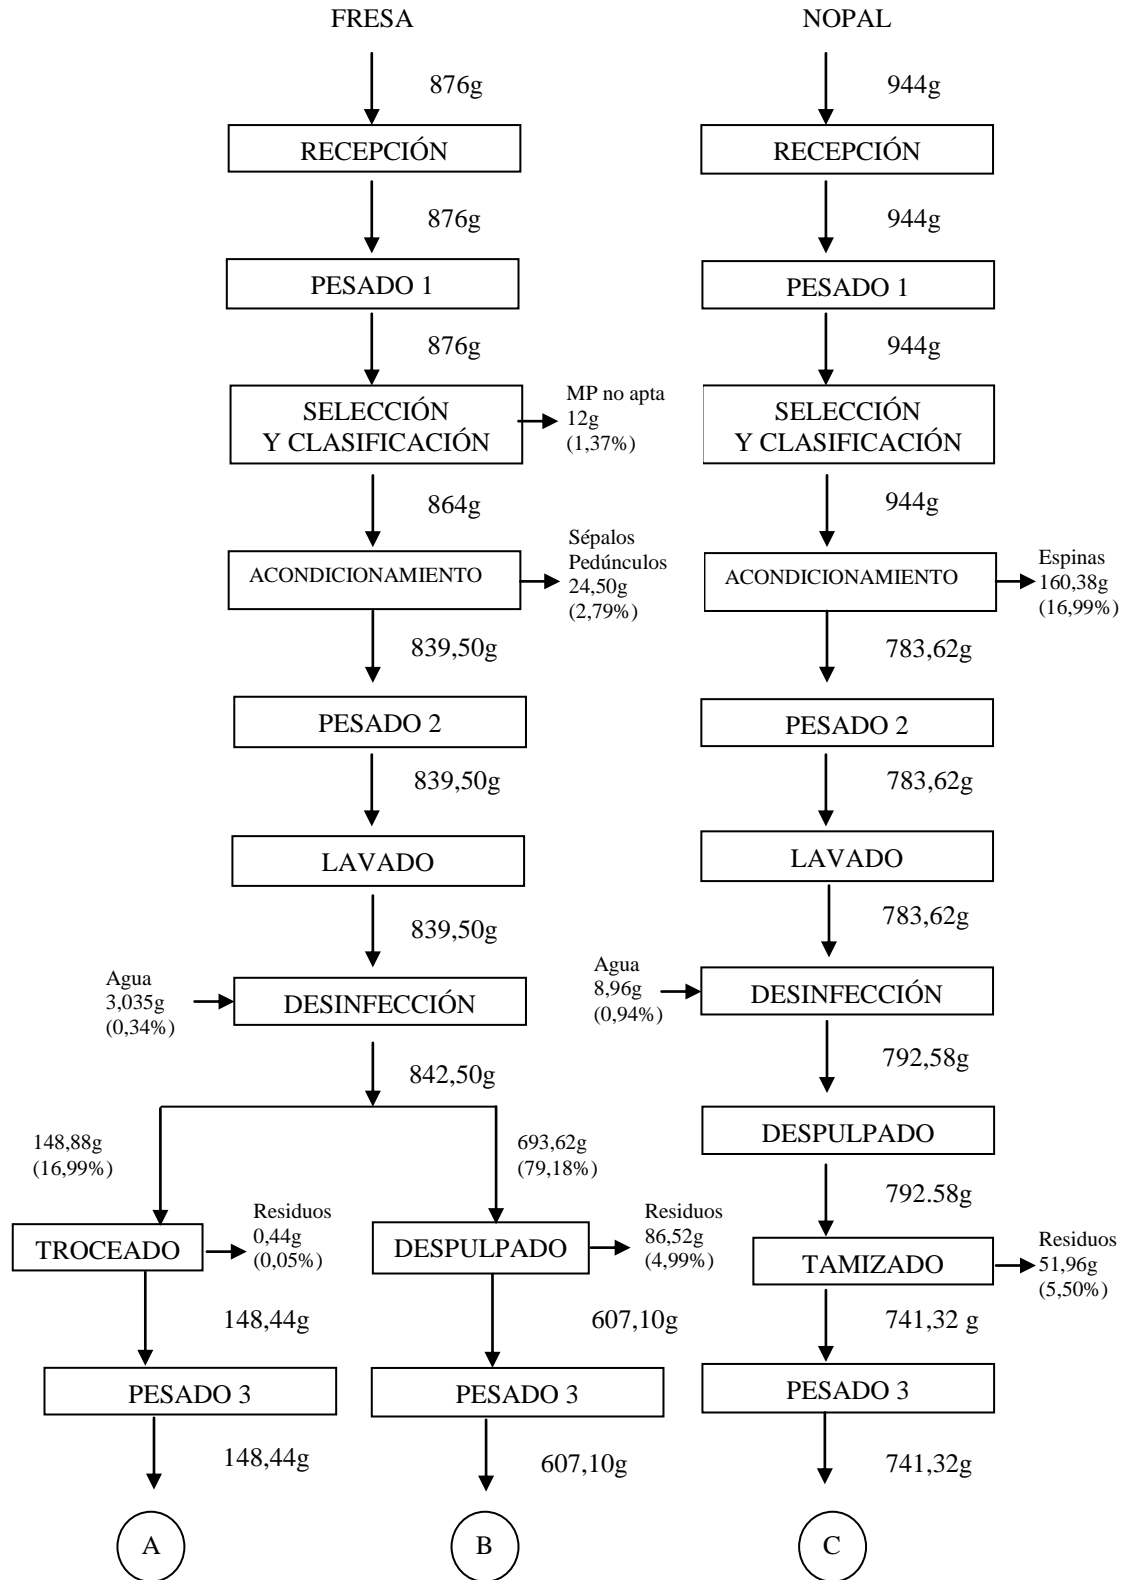 FRESA
876g
RECEPCIÓN
876g
PESADO 1
876g
SELECCIÓN
Y CLASIFICACIÓN
MP no apta
12g
(1,37%)
864g
ACONDICIONAMIENTO
Sépalos
Pedúnculos
24,50g
(2,79%)
839,50g
PESADO 2
839,50g
LAVADO
839,50g
Agua
3,035g
(0,34%)
DESINFECCIÓN
842,50g
148,88g
(16,99%)
693,62g
(79,18%)
TROCEADO
Residuos
0,44g
(0,05%)
148,44g
PESADO 3
148,44g
A
DESPULPADO
Residuos
86,52g
(4,99%)
607,10g
PESADO 3
607,10g
B
NOPAL
944g
RECEPCIÓN
944g
PESADO 1
944g
SELECCIÓN
Y CLASIFICACIÓN
944g
ACONDICIONAMIENTO
Espinas
160,38g
(16,99%)
783,62g
PESADO 2
783,62g
LAVADO
783,62g
Agua
8,96g
(0,94%)
DESINFECCIÓN
792,58g
DESPULPADO
792.58g
TAMIZADO
Residuos
51,96g
(5,50%)
741,32 g
PESADO 3
741,32g
C